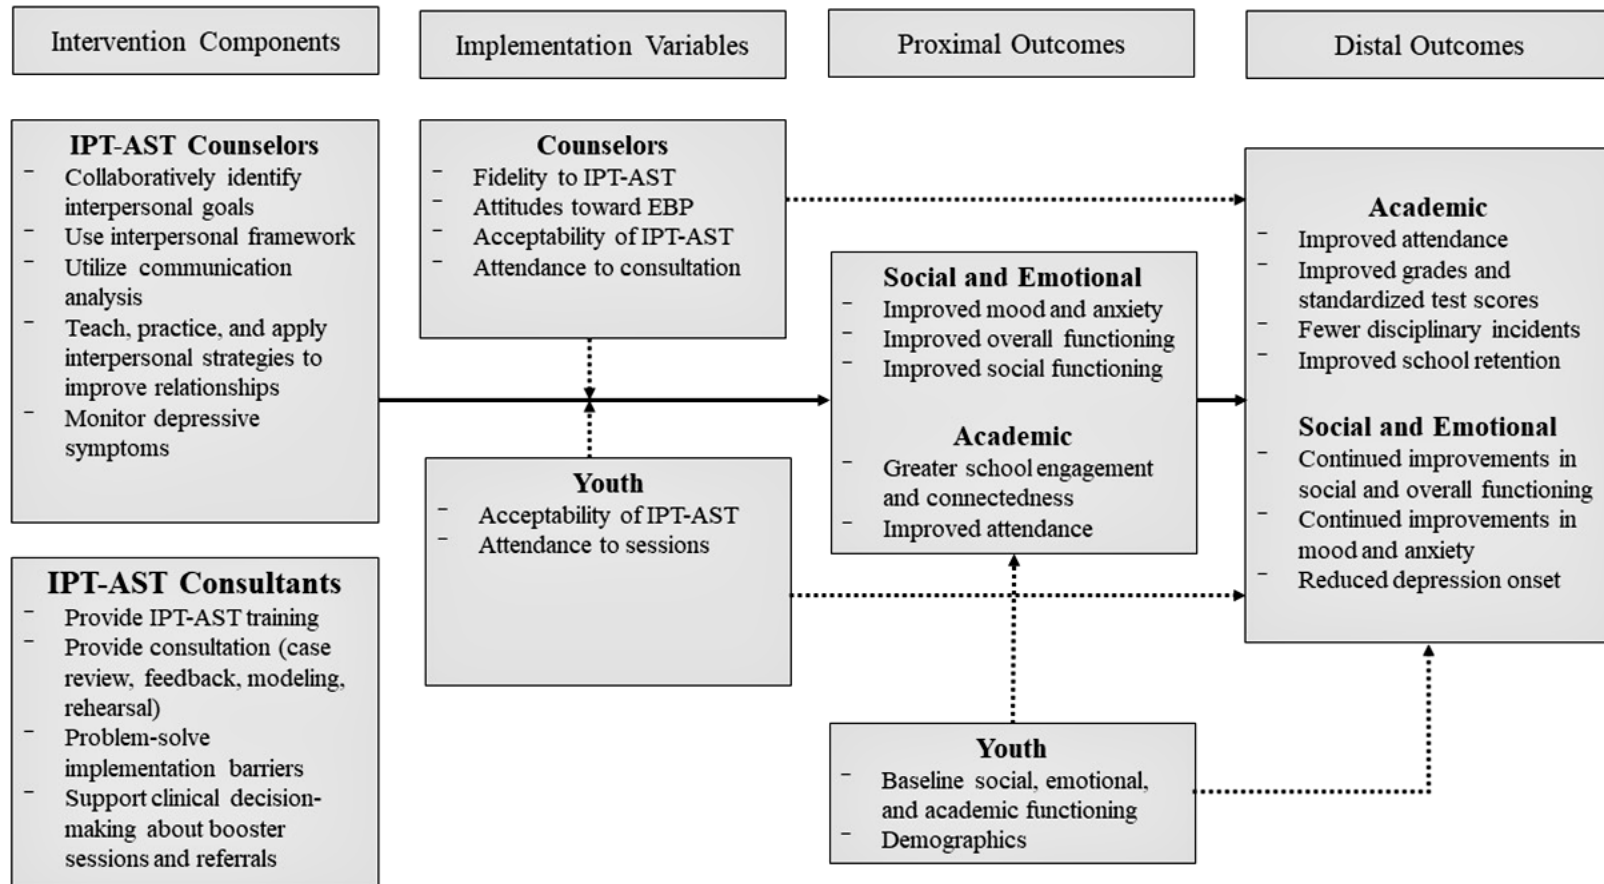 Intervention Components
Implementation Variables
Proximal Outcomes
Distal Outcomes
IPT-AST Counselors
- Collaboratively identify
interpersonal goals
- Use interpersonal framework
- Utilize communication
analysis
- Teach, practice, and apply
interpersonal strategies to
improve relationships
- Monitor depressive
symptoms
IPT-AST Consultants
- Provide IPT-AST training
- Provide consultation (case
review, feedback, modeling,
rehearsal)
- Problem-solve
implementation barriers
- Support clinical decision-
making about booster
sessions and referrals
Counselors
- Fidelity to IPT-AST
- Attitudes toward EBP
- Acceptability of IPT-AST
- Attendance to consultation
Youth
- Acceptability of IPT-AST
- Attendance to sessions
Social and Emotional
- Improved mood and anxiety
- Improved overall functioning
- Improved social functioning
Academic
- Greater school engagement
and connectedness
- Improved attendance
Youth
- Baseline social, emotional,
and academic functioning
- Demographics
Academic
- Improved attendance
- Improved grades and
standardized test scores
- Fewer disciplinary incidents
- Improved school retention
Social and Emotional
- Continued improvements in
social and overall functioning
- Continued improvements in
mood and anxiety
- Reduced depression onset